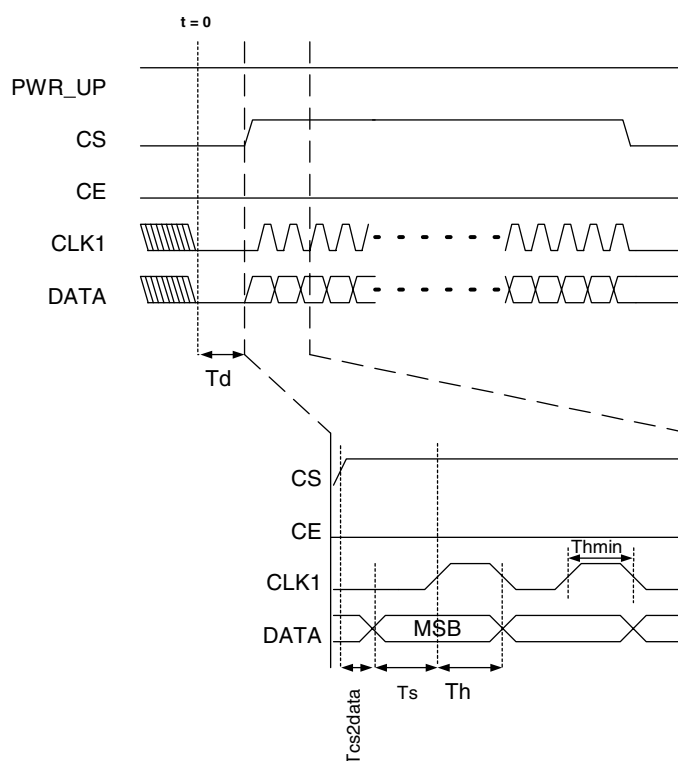 t = 0
PWR_UP
CS
CE
CLK1
DATA
Td
CS
CE
Thmin
CLK1
DATA
MSB
Tcs2data
Ts
Th